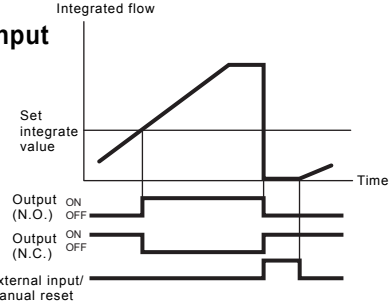 Integrated flow
nput
Set
integrate
value
Time
Output ON
(N.O.) OFF
Output ON
(N.C.) OFF
xternal input/
anual reset